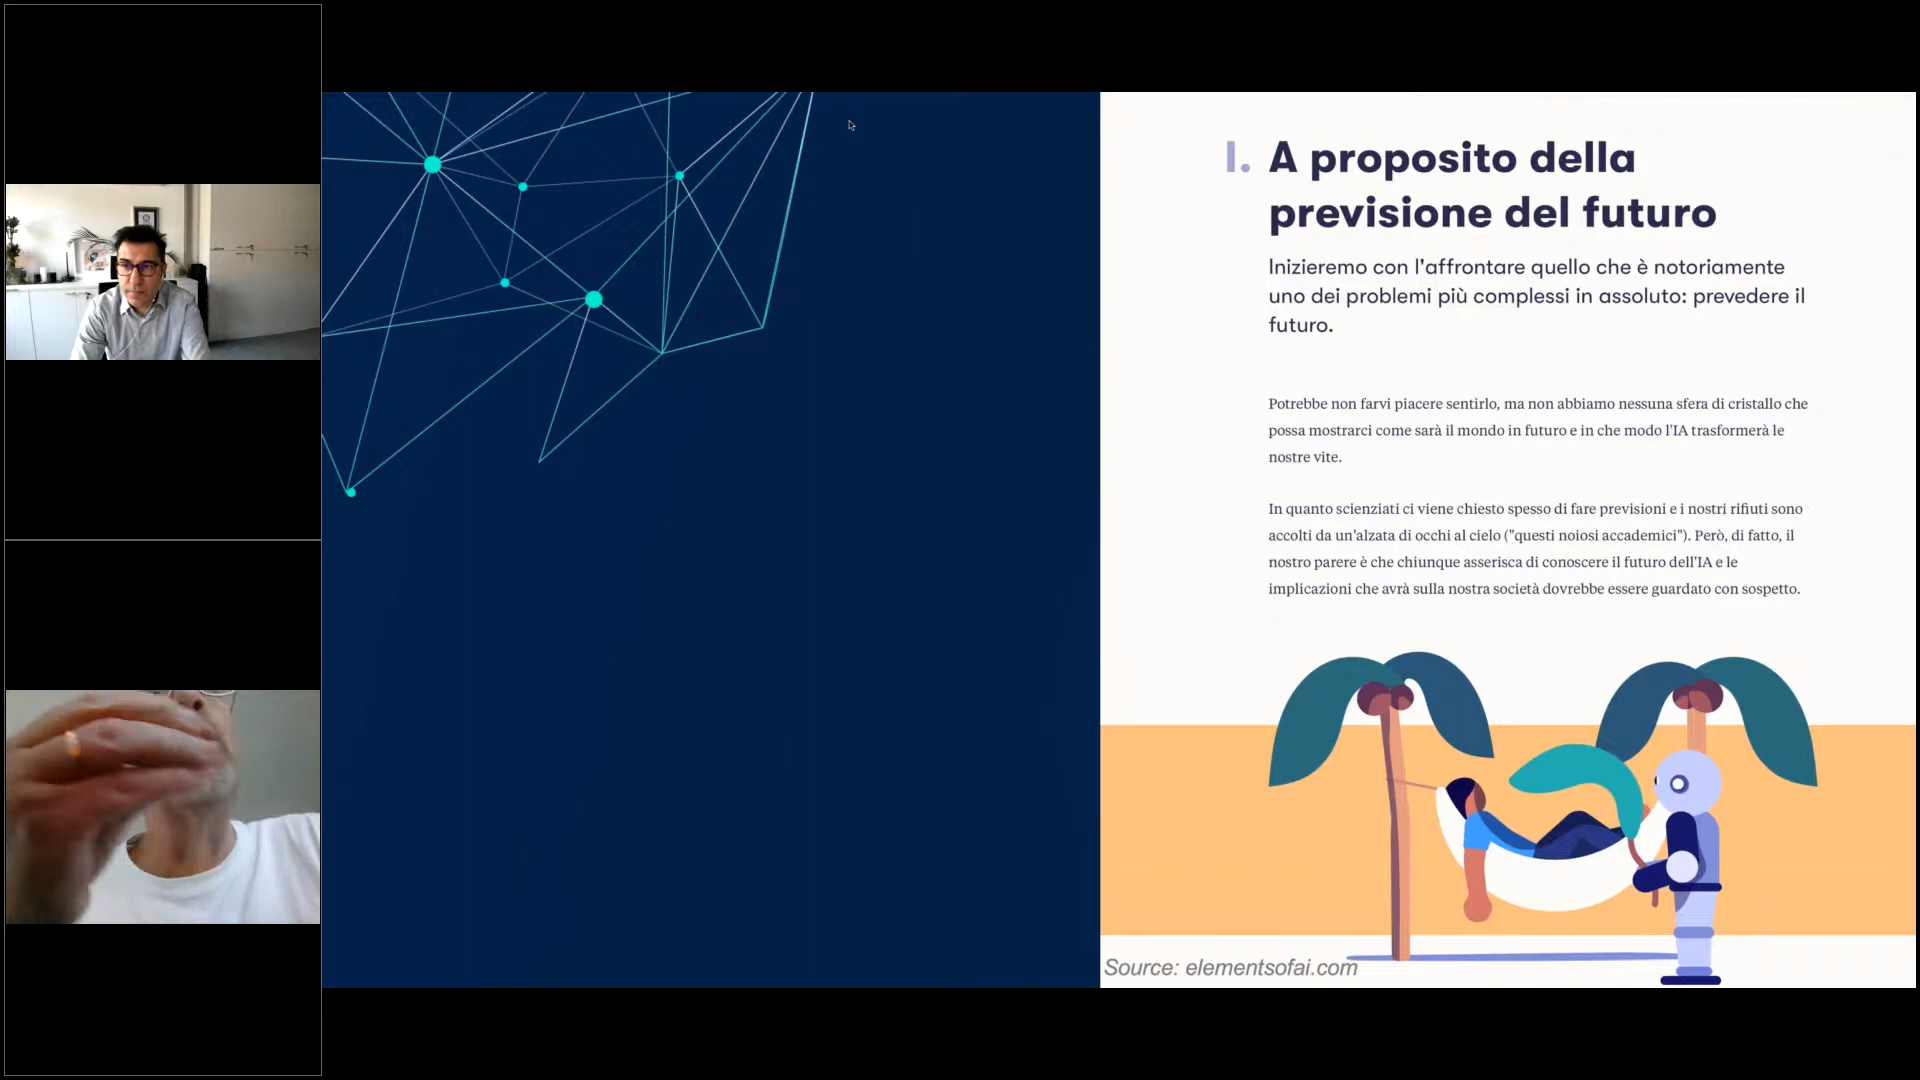 I. A proposito della
previsione del futuro
Inizieremo con l'affrontare quello che è notoriamente
uno dei problemi più complessi in assoluto: prevedere il
futuro.
Potrebbe non farvi piacere sentirlo, ma non abbiamo nessuna sfera di cristallo che
possa mostrarci come sarà il mondo in futuro e in che modo l'IA trasformerà le
nostre vite.
In quanto scienziati ci viene chiesto spesso di fare previsioni e i nostri rifiuti sono
accolti da un'alzata di occhi al cielo ("questi noiosi accademici"). Però, di fatto, il
nostro parere è che chiunque asserisca di conoscere il futuro dell'IA e le
implicazioni che avrà sulla nostra società dovrebbe essere guardato con sospetto.
Source: elementsofai.com